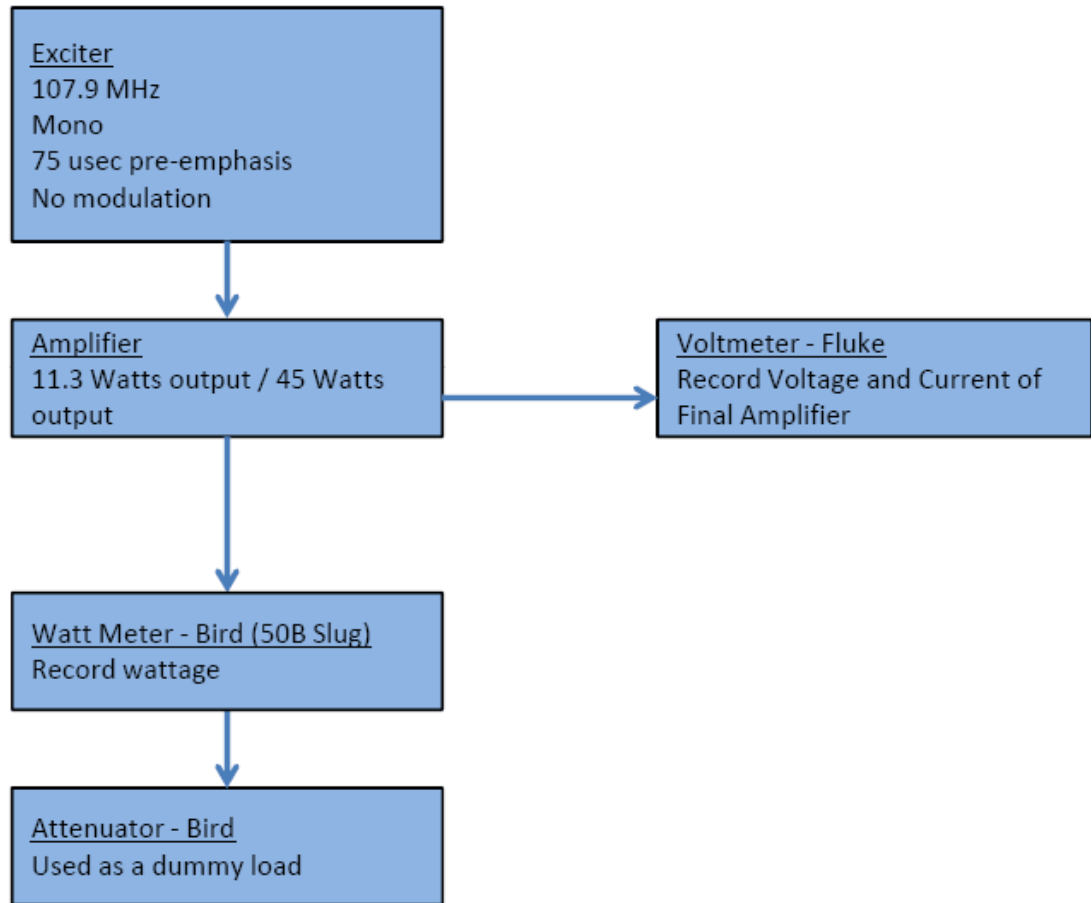 Exciter
107.9 MHz
Mono
75 usec pre-emphasis
No modulation
Amplifier
11.3 Watts output / 45 Watts
output
Voltmeter - Fluke
Record Voltage and Current of
Final Amplifier
Watt Meter - Bird (50B Slug)
Record wattage
Attenuator - Bird
Used as a dummy load